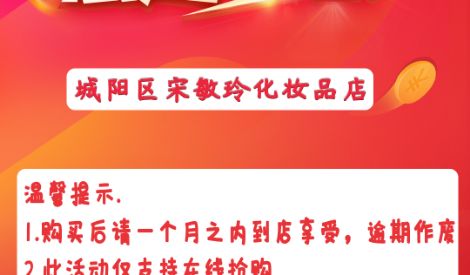 城阳区宋敏玲化妆品店
温馨提示.
1.购买后请一个月之内到店享受，逾期作废
2.此活动仅支持在线抢购